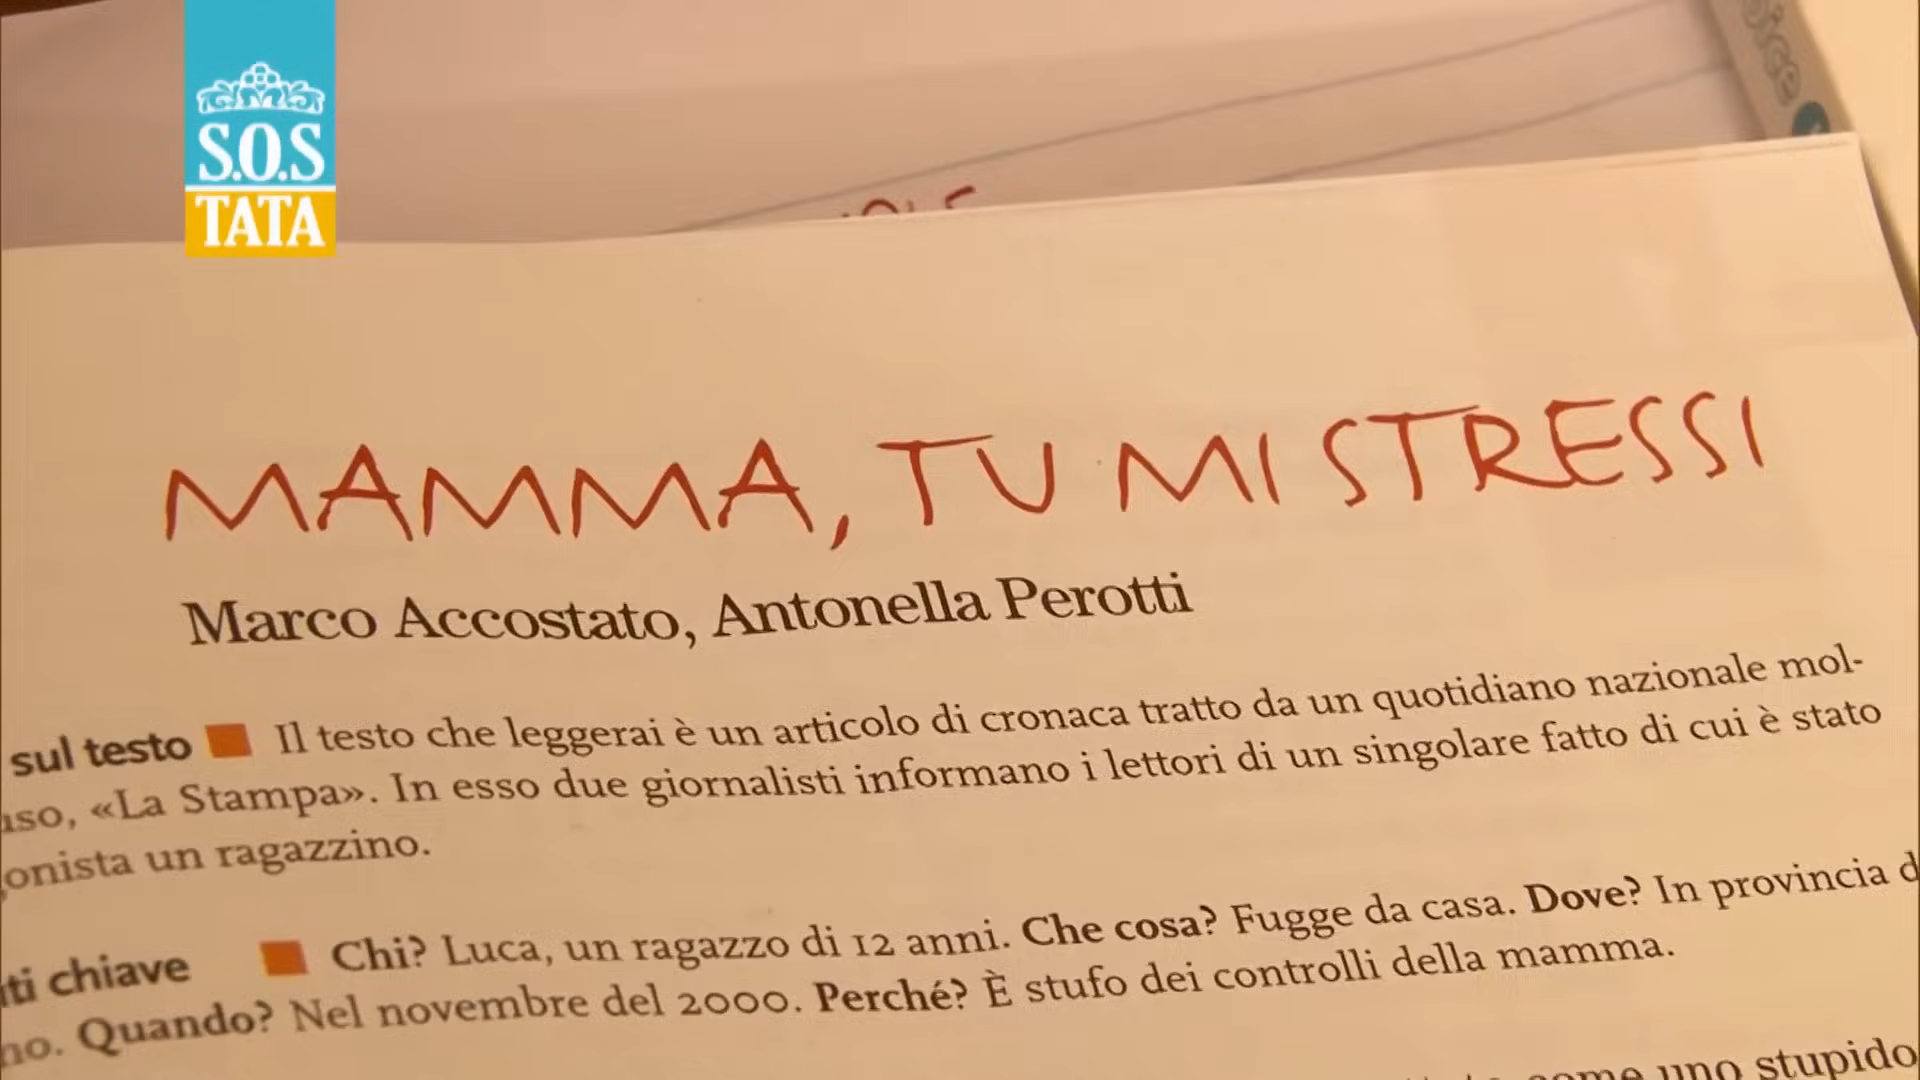 S.O.S
TATA
MAMMA, TU MI STRESSI
Marco Accostato, Antonella Perotti
sul testo Il testo che leggerai è un articolo di cronaca tratto da un quotidiano nazionale mol-
uso, «La Stampa». In esso due giornalisti informano i lettori di un singolare fatto di cui è stato
onista un ragazzino.
ti chiave Chi? Luca, un ragazzo di 12 anni. Che cosa? Fugge da casa. Dove? In provincia d
no. Quando? Nel novembre del 2000. Perché? È stufo dei controlli della mamma.
come uno stupido